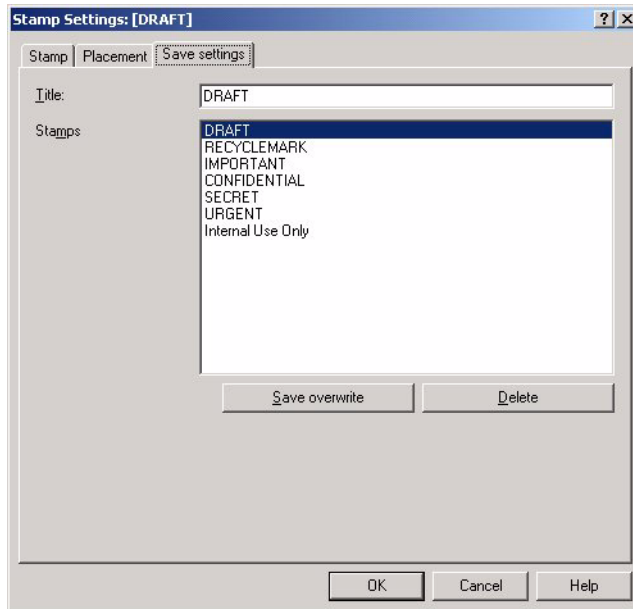 Stamp Settings: [DRAFT]
Stamp Placement Save settings
Title: DRAFT
Stamps DRAFT
RECYCLEMARK
IMPORTANT
CONFIDENTIAL
SECRET
URGENT
Internal Use Only
Save overwrite Delete
OK Cancel Help